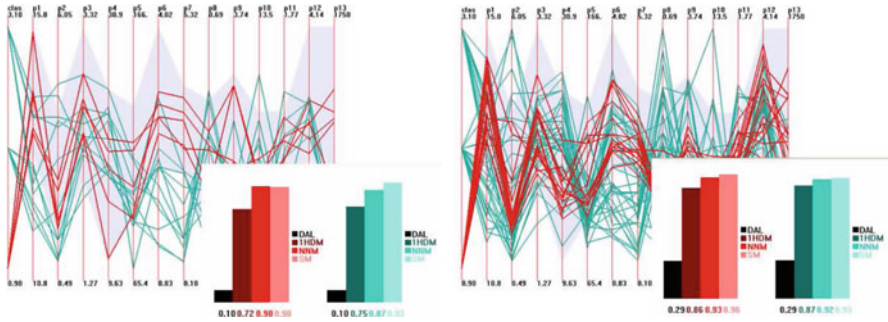 clas p1 p2 p3 p4 p5 p6 p7 p8 p9 p10 p11 p12 p13
3.10 15.0 6.05 3.32 30.9 166. 4.02 5.32 0.69 3.74 13.5 1.77 4.14 1750
0.90 10.8 0.49 1.27 9.63 65.4 0.83 0.10
DAL
1HDM
NNM
SM
DAL
1HDM
NNM
SM
0.10 0.72 0.90 0.90
0.10 0.75 0.87 0.93
clas p1 p2 p3 p4 p5 p6 p7 p8 p9 p10 p11 p12 p13
3.10 15.0 6.05 3.32 30.9 166. 4.02 5.32 0.69 3.74 13.5 1.77 4.14 1750
0.90 10.8 0.49 1.27 9.63 65.4 0.83 0.10
DAL
1HDM
NNM
SM
DAL
1HDM
NNM
SM
0.29 0.86 0.93 0.96
0.29 0.87 0.92 0.93